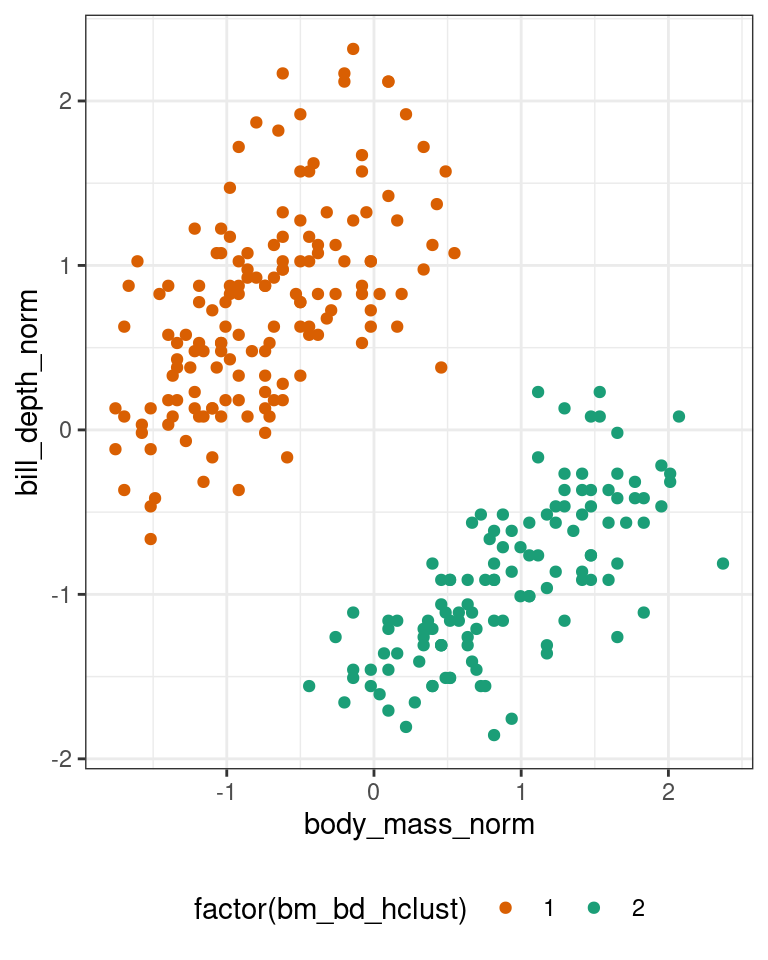 bill_depth_norm
2
1
0
-1
-2
-1 0 1 2
body_mass_norm
factor(bm_bd_hclust) 1 2